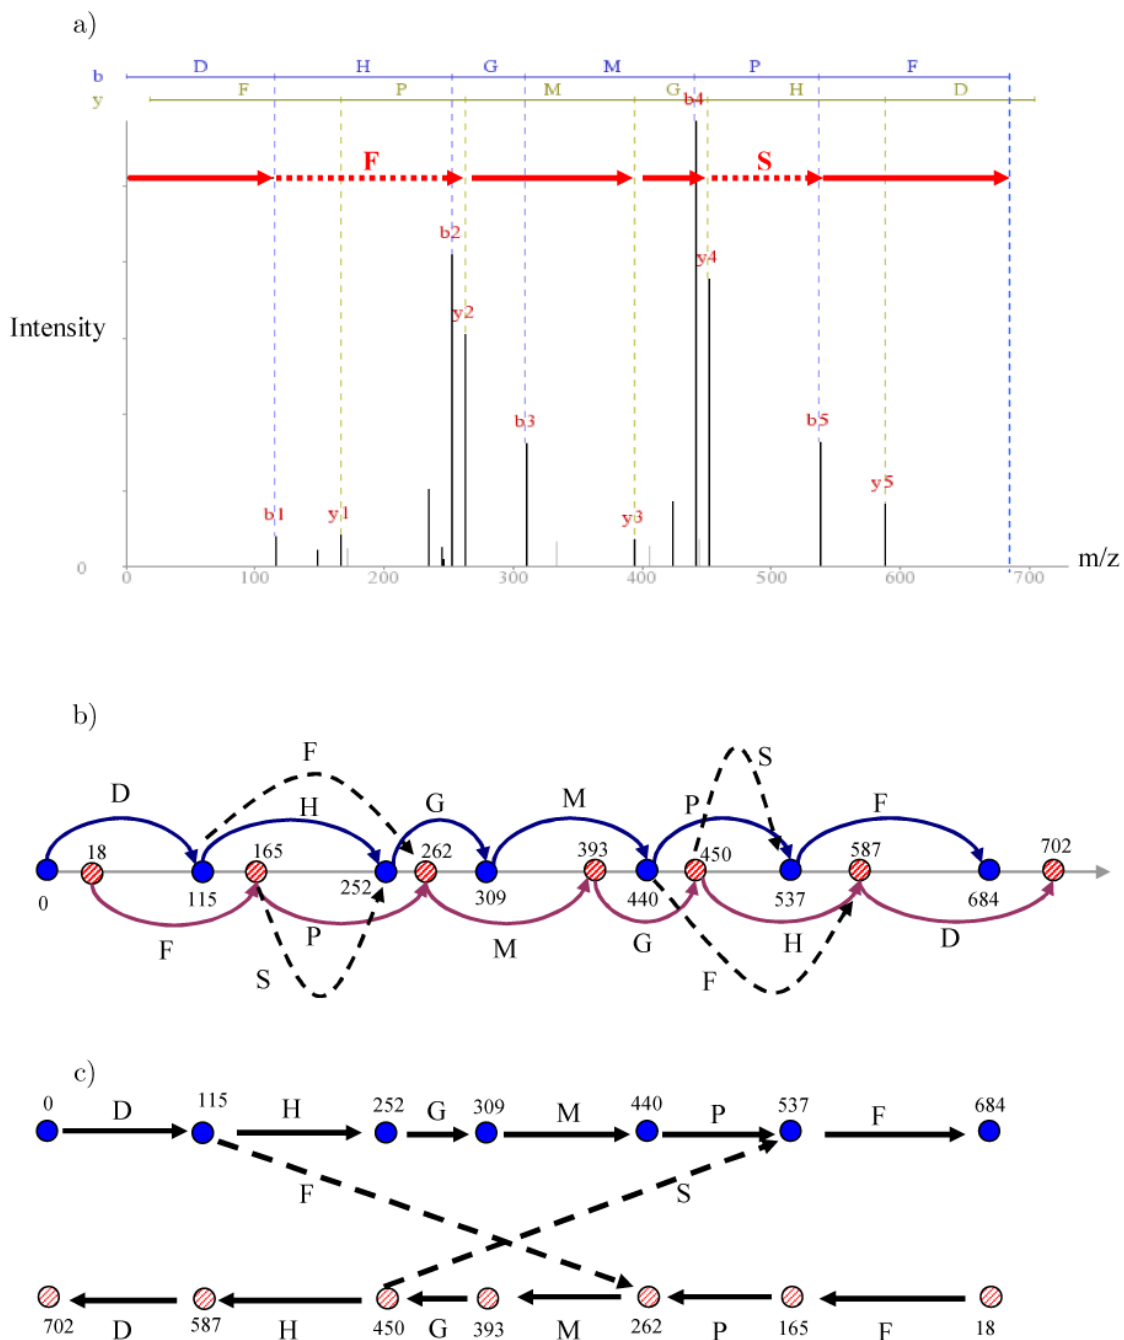 a)
D H G M P F
b
F P M G H D
y
b4
F S
b2
y4
y2
Intensity
b3 b5
y5
b1 y1 y3
0
m/z
0 100 200 300 400 500 600 700
b)
F S
D H G M P F
18 165 262 393 450 587 702
0 115 252 309 440 537 684
F P M G H D
S F
c)
0 115 252 309 440 537 684
D H G M P F
F S
702 587 450 393 262 165 18
D H G M P F